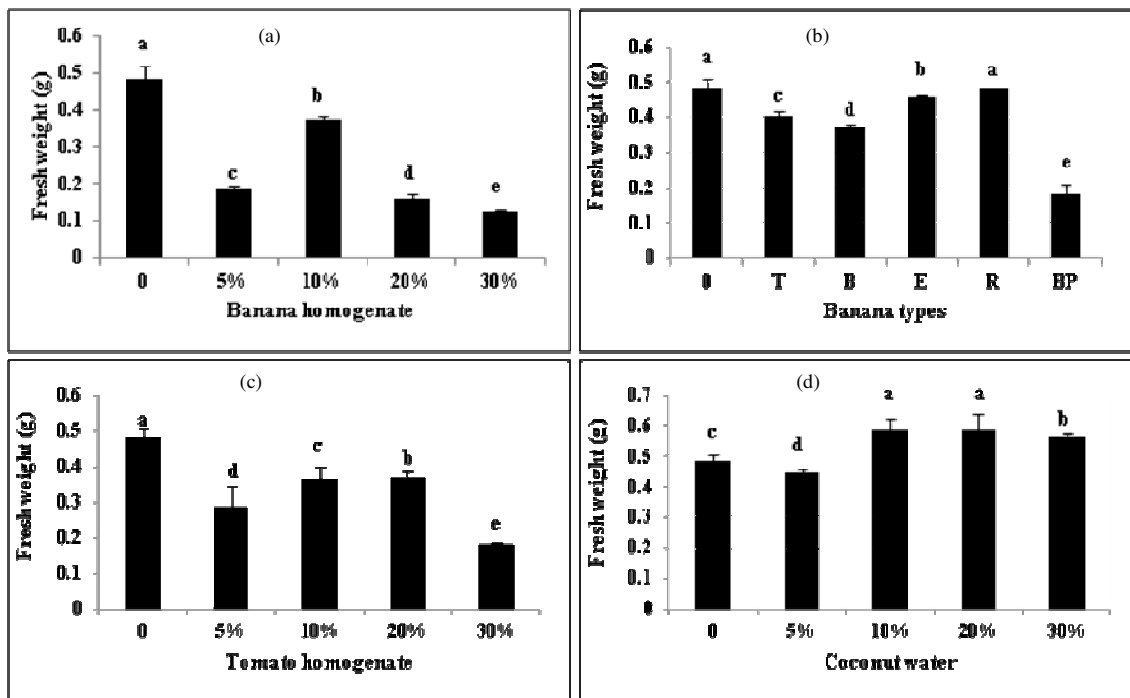 (a)
0.6
0.5
0.4
0.3
0.2
0.1
0
Fresh weight (g)
a
c
b
d
e
0 5% 10% 20% 30%
Banana homogenate
(b)
0.6
0.5
0.4
0.3
0.2
0.1
0
Fresh weight (g)
a
c
d
b
a
e
0 T B E R BP
Banana types
(c)
0.6
0.5
0.4
0.3
0.2
0.1
0
Fresh weight (g)
a
d
c
b
e
0 5% 10% 20% 30%
Tomato homogenate
(d)
0.7
0.6
0.5
0.4
0.3
0.2
0.1
0
Fresh weight (g)
c
d
a
a
b
0 5% 10% 20% 30%
Coconut water